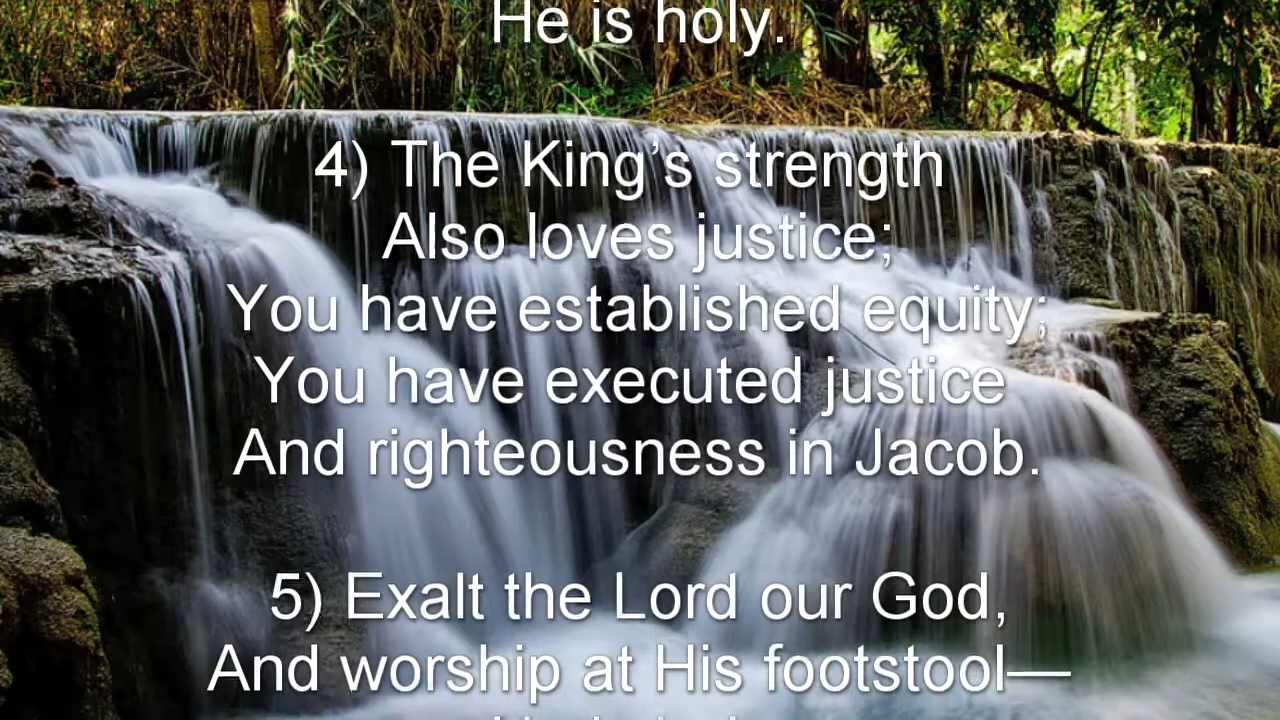 He is holy.
4) The King’s strength
Also loves justice;
You have established equity;
You have executed justice
And righteousness in Jacob.
5) Exalt the Lord our God,
And worship at His footstool—